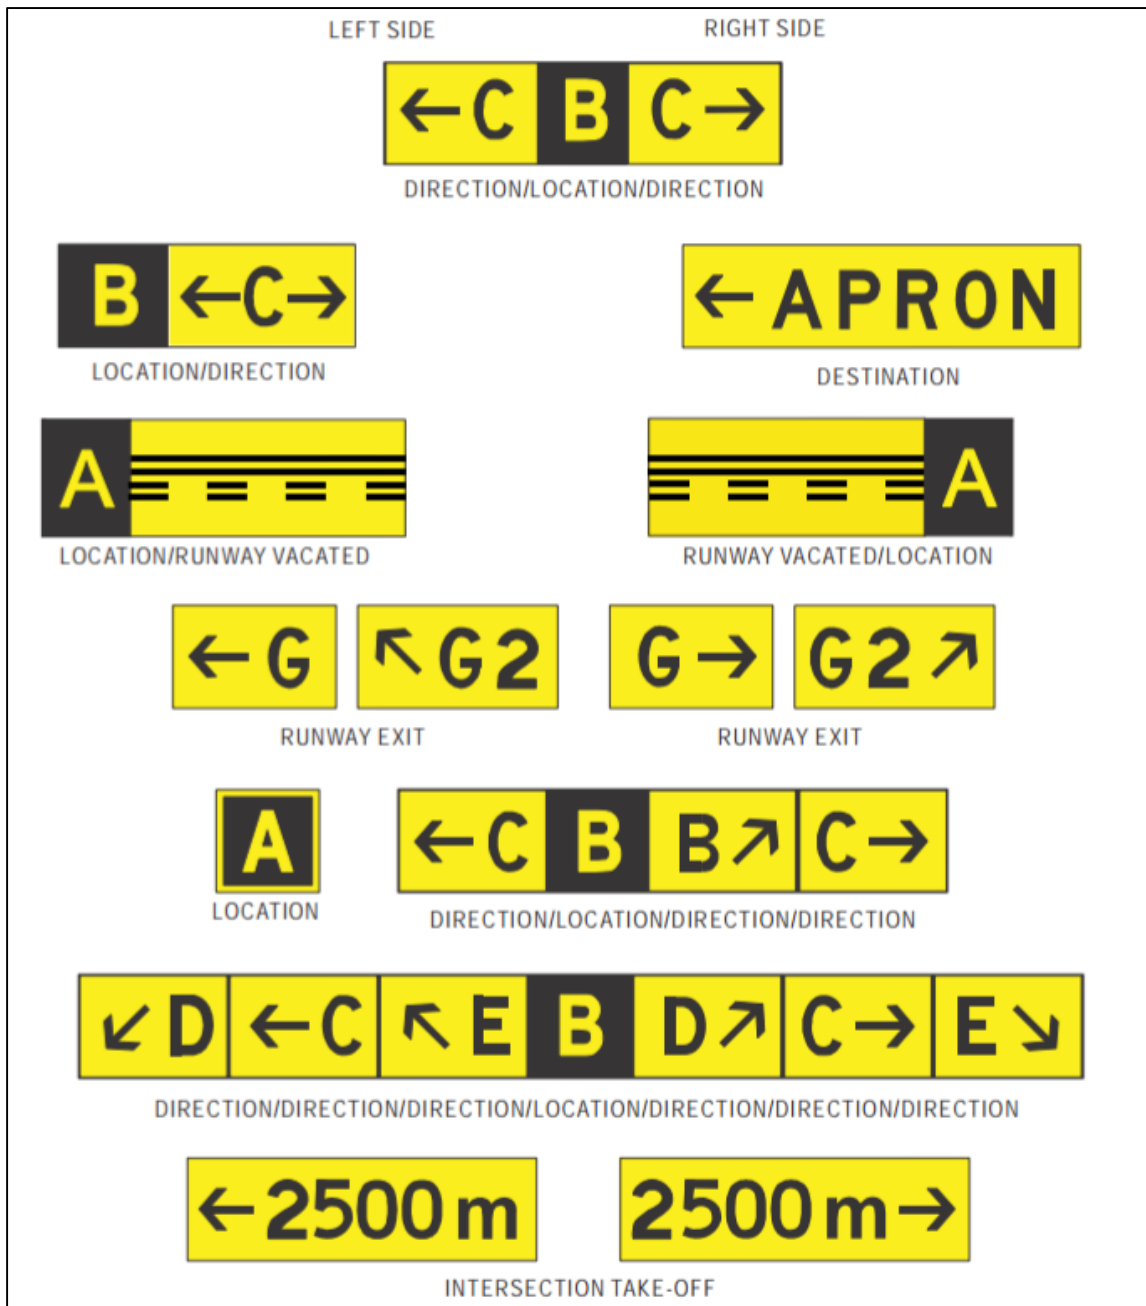 LEFT SIDE RIGHT SIDE
←C B C→
DIRECTION/LOCATION/DIRECTION
B ←C→ ←APRON
LOCATION/DIRECTION DESTINATION
A A
LOCATION/RUNWAY VACATED RUNWAY VACATED/LOCATION
←G ↖G2 G→ G2↗
RUNWAY EXIT RUNWAY EXIT
A ←C B B↗ C→
LOCATION DIRECTION/LOCATION/DIRECTION/DIRECTION
↙D ←C ↖E B D↗ C→ E↘
DIRECTION/DIRECTION/DIRECTION/LOCATION/DIRECTION/DIRECTION/DIRECTION
←2500m 2500m→
INTERSECTION TAKE-OFF